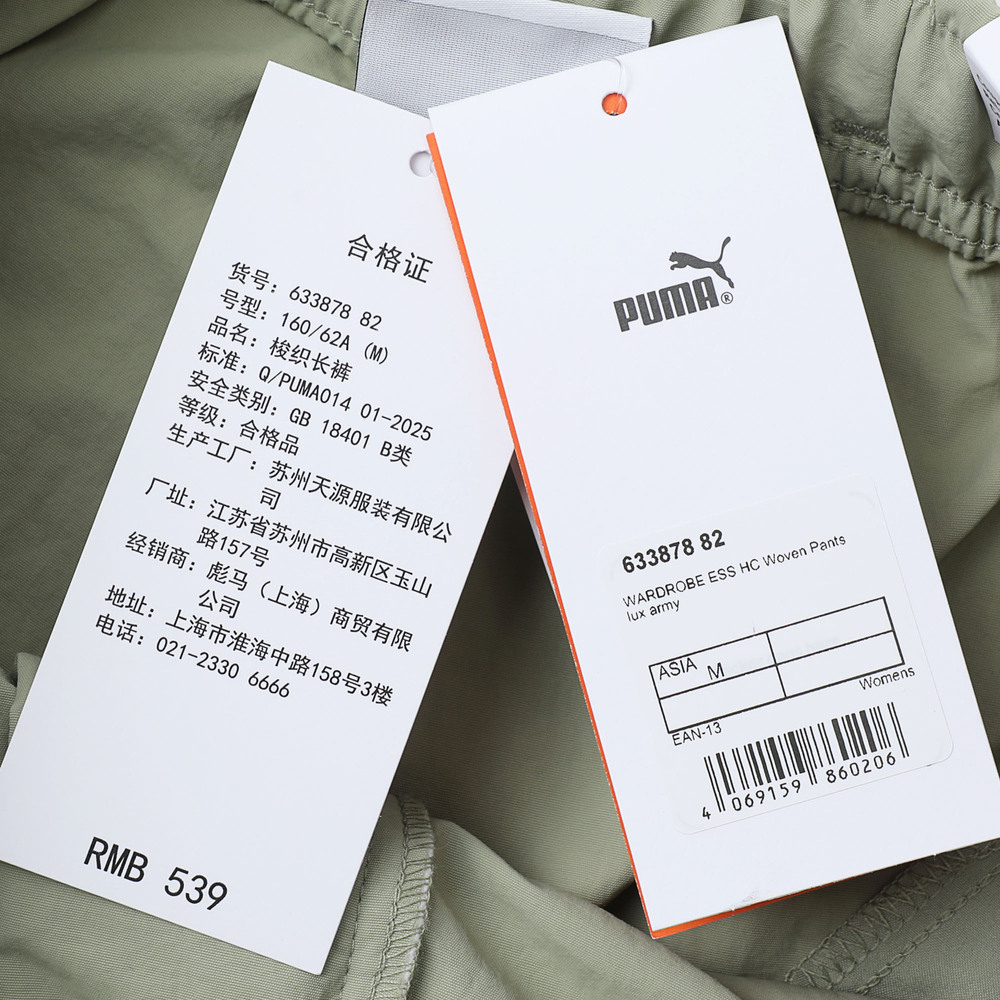 合格证
货号：633878 82
号型：160/62A (M)
品名：梭织长裤
标准：Q/PUMA014 01-2025
安全类别：GB 18401 B类
等级：合格品
生产工厂：苏州天源服装有限公
司
厂址：江苏省苏州市高新区玉山
路157号
经销商：彪马（上海）商贸有限
公司
地址：上海市淮海中路158号3楼
电话：021-2330 6666
RMB 539
PUMA®
633878 82
WARDROBE ESS HC Woven Pants
lux army
ASIA M
Womens
EAN-13
4 069159 860206